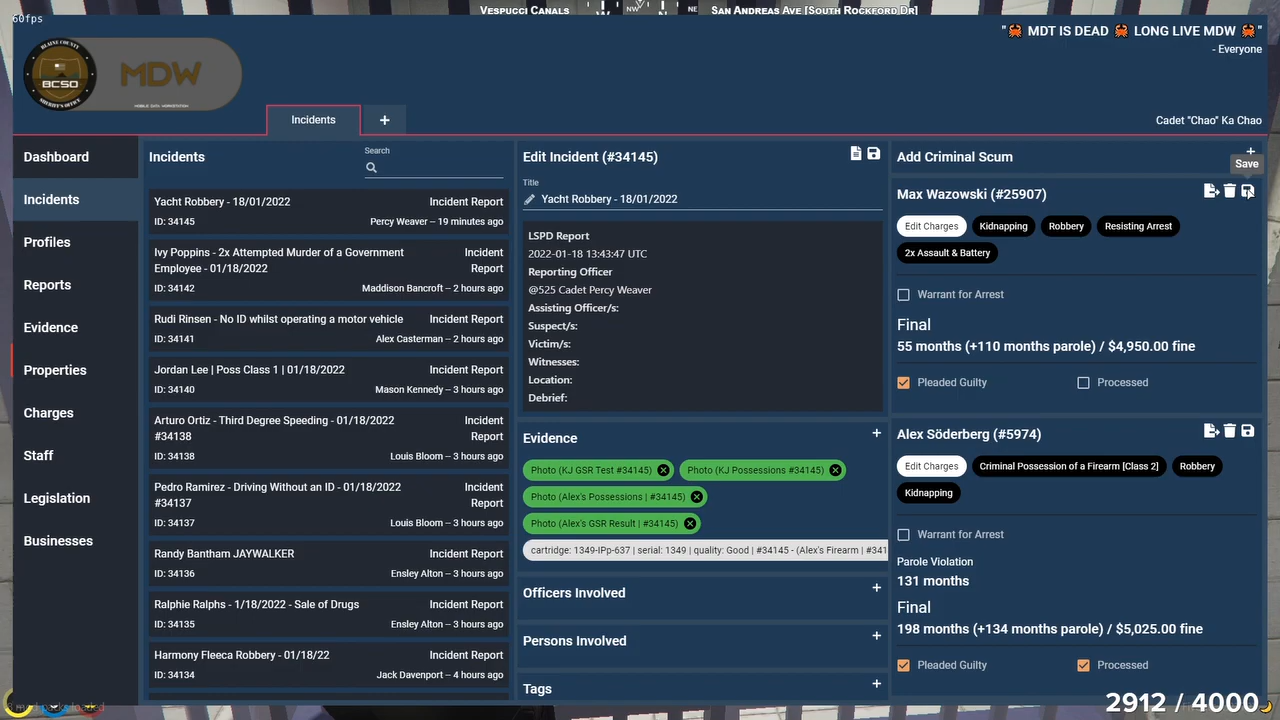 60fps
Vespucci Canals
NW
NE
San Andreas Ave [South Rockford Dr]
" 🦀 MDT IS DEAD 🦀 LONG LIVE MDW 🦀 "
- Everyone
BLAINE COUNTY
BCSO
SHERIFF'S OFFICE
MDW
MOBILE DATA WORKSTATION
Incidents
+
Cadet "Chao" Ka Chao
Dashboard
Incidents
Profiles
Reports
Evidence
Properties
Charges
Staff
Legislation
Businesses
Incidents
Search
Yacht Robbery - 18/01/2022
Incident Report
ID: 34145
Percy Weaver -- 19 minutes ago
Ivy Poppins - 2x Attempted Murder of a Government
Employee - 01/18/2022
Incident
Report
ID: 34142
Maddison Bancroft -- 2 hours ago
Rudi Rinsen - No ID whilst operating a motor vehicle
Incident Report
ID: 34141
Alex Casterman -- 2 hours ago
Jordan Lee | Poss Class 1 | 01/18/2022
Incident Report
ID: 34140
Mason Kennedy -- 3 hours ago
Arturo Ortiz - Third Degree Speeding - 01/18/2022
#34138
Incident
Report
ID: 34138
Louis Bloom -- 3 hours ago
Pedro Ramirez - Driving Without an ID - 01/18/2022
#34137
Incident
Report
ID: 34137
Louis Bloom -- 3 hours ago
Randy Bantham JAYWALKER
Incident Report
ID: 34136
Ensley Alton -- 3 hours ago
Ralphie Ralphs - 1/18/2022 - Sale of Drugs
Incident Report
ID: 34135
Ensley Alton -- 3 hours ago
Harmony Fleeca Robbery - 01/18/22
Incident Report
ID: 34134
Jack Davenport -- 4 hours ago
Edit Incident (#34145)
Title
Yacht Robbery - 18/01/2022
LSPD Report
2022-01-18 13:43:47 UTC
Reporting Officer
@525 Cadet Percy Weaver
Assisting Officer/s:
Suspect/s:
Victim/s:
Witnesses:
Location:
Debrief:
Evidence
+
Photo (KJ GSR Test #34145)
Photo (KJ Possessions #34145)
Photo (Alex's Possessions | #34145)
Photo (Alex's GSR Result | #34145)
cartridge: 1349-IPp-637 | serial: 1349 | quality: Good | #34145 - (Alex's Firearm | #341
Officers Involved
+
Persons Involved
+
Tags
+
Add Criminal Scum
+
Save
Max Wazowski (#25907)
Edit Charges
Kidnapping
Robbery
Resisting Arrest
2x Assault & Battery
Warrant for Arrest
Final
55 months (+110 months parole) / $4,950.00 fine
Pleaded Guilty
Processed
Alex Söderberg (#5974)
Edit Charges
Criminal Possession of a Firearm [Class 2]
Robbery
Kidnapping
Warrant for Arrest
Parole Violation
131 months
Final
198 months (+134 months parole) / $5,025.00 fine
Pleaded Guilty
Processed
2912 / 4000